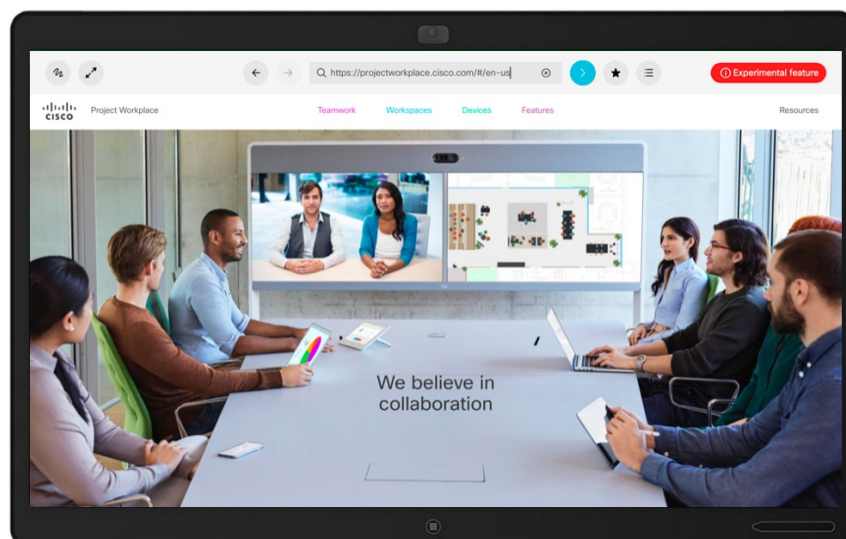 https://projectworkplace.cisco.com/#/en-us
Experimental feature
CISCO
Project Workplace
Teamwork
Workspaces
Devices
Features
Resources
We believe in
collaboration